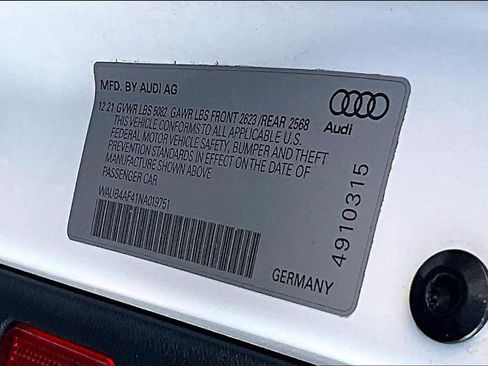 MFD. BY AUDI AG
12.21 GVWR LBS 5082 GAWR LBS FRONT 2623/REAR 2568
THIS VEHICLE CONFORMS TO ALL APPLICABLE U.S.
FEDERAL MOTOR VEHICLE SAFETY, BUMPER AND THEFT
PREVENTION STANDARDS IN EFFECT ON THE DATE OF
MANUFACTURE SHOWN ABOVE
PASSENGER CAR
WAUB4AF41NA019751
GERMANY
Audi
4910315